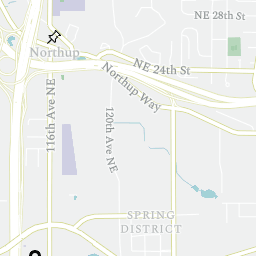 NE 28th St
Northup
NE 24th St
Northup Way
116th Ave NE
120th Ave NE
SPRING
DISTRICT